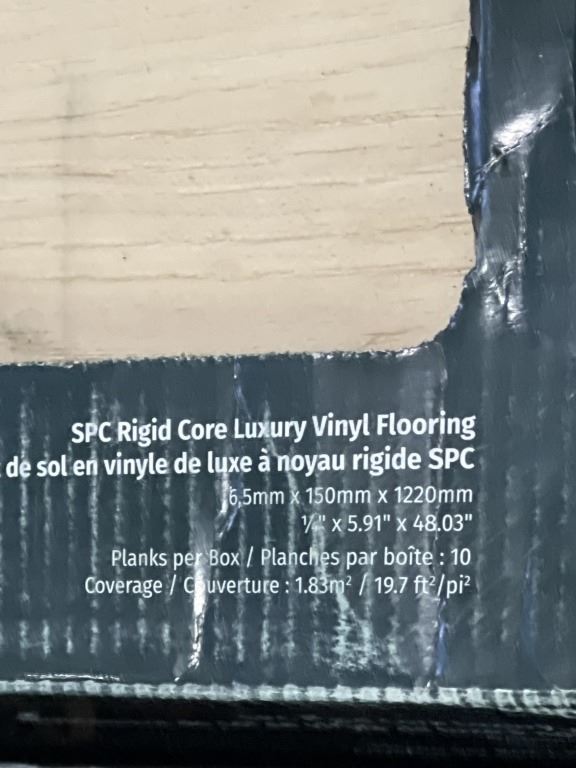 SPC Rigid Core Luxury Vinyl Flooring
de sol en vinyle de luxe à noyau rigide SPC
6,5mm x 150mm x 1220mm
¼" x 5.91" x 48.03"
Planks per Box / Planches par boîte : 10
Coverage / Couverture : 1.83m² / 19.7 ft²/pi²